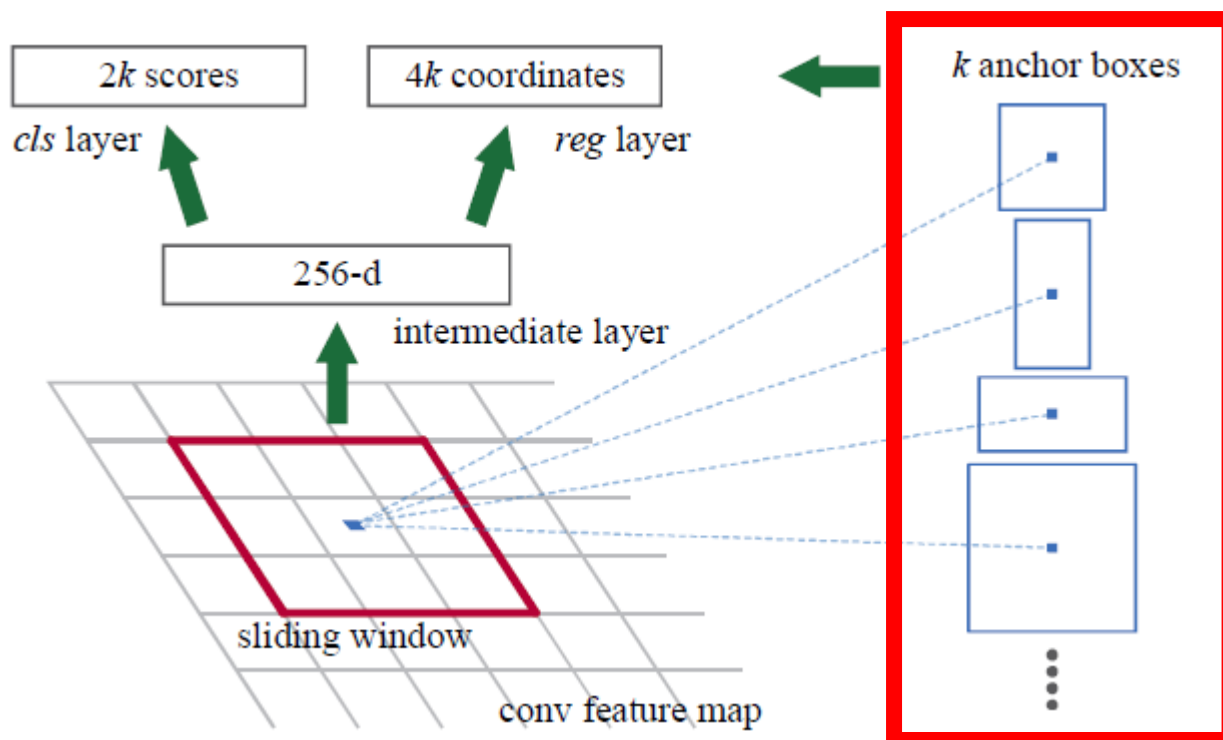 2k scores
4k coordinates
k anchor boxes
cls layer
reg layer
256-d
intermediate layer
sliding window
conv feature map